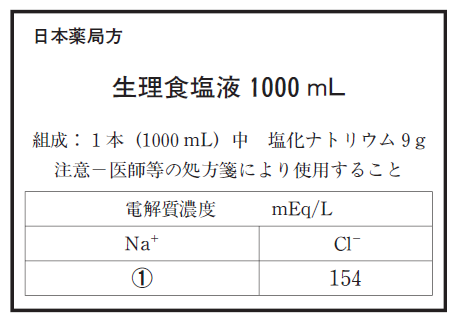 日本薬局方
生理食塩液 1000 mL
組成：1本（1000 mL）中　塩化ナトリウム 9 g
注意－医師等の処方箋により使用すること
電解質濃度　mEq/L
Na⁺　Cl⁻
①　154